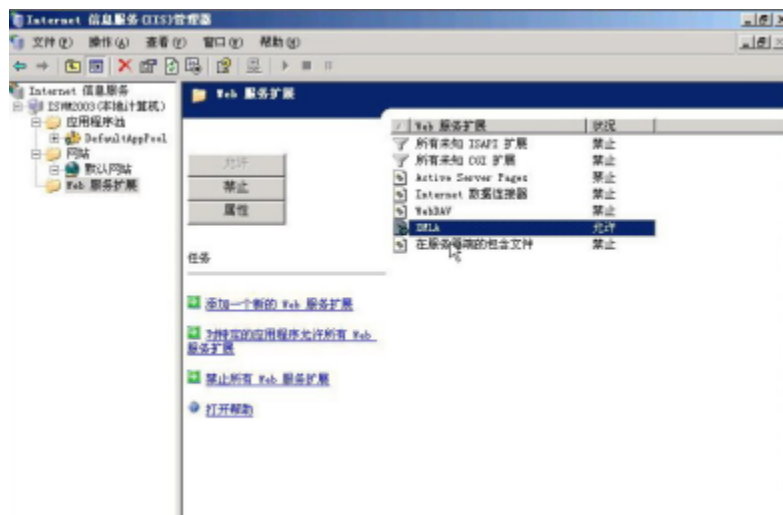 Internet 信息服务(IIS)管理器
文件(F) 操作(A) 查看(V) 窗口(W) 帮助(H)
Internet 信息服务
(本地计算机)
应用程序池
DefaultAppPool
网站
默认网站
Web 服务扩展
Web 服务扩展
允许
禁止
属性
任务
添加一个新的 Web 服务扩展
对特定的应用程序允许所有 Web
服务扩展
禁止所有 Web 服务扩展
打开帮助
Web 服务扩展 状况
所有未知 ISAPI 扩展 禁止
所有未知 CGI 扩展 禁止
Active Server Pages 禁止
Internet 数据连接器 禁止
WebDAV 禁止
允许
在服务器端的包含文件 禁止